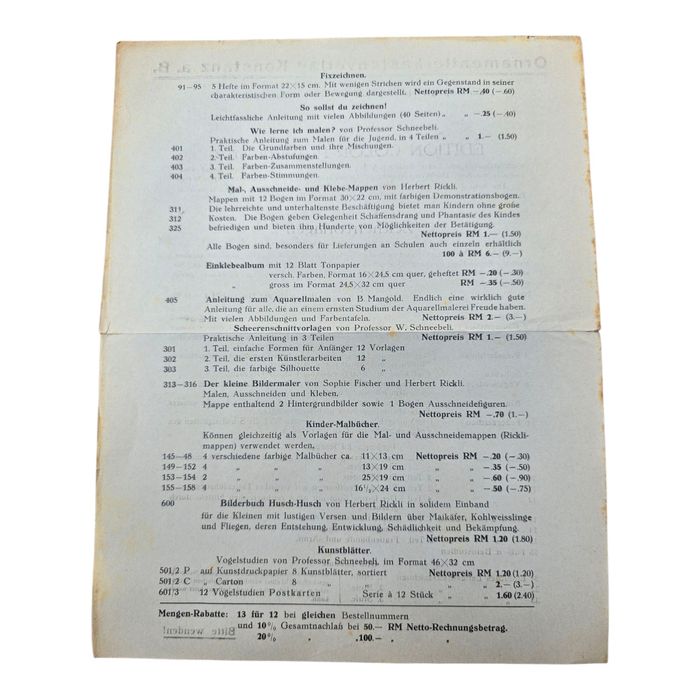 Fixzeichnen.
91—95 5 Hefte im Format 22×15 cm. Mit wenigen Strichen wird ein Gegenstand in seiner
charakteristischen Form oder Bewegung dargestellt. Nettopreis RM —.40 (—.60)
So sollst du zeichnen!
Leichtfassliche Anleitung mit vielen Abbildungen (40 Seiten) „ „ —.25 (—.40)
Wie lerne ich malen? von Professor Schneebeli.
Praktische Anleitung zum Malen für die Jugend, in 4 Teilen „ „ 1.— (1.50)
401 1. Teil. Die Grundfarben und ihre Mischungen.
402 2. Teil. Farben-Abstufungen.
403 3. Teil. Farben-Zusammenstellungen.
404 4. Teil. Farben-Stimmungen.
Mal-, Ausschneide- und Klebe-Mappen von Herbert Rickli.
Mappen mit 12 Bogen im Format 30×22 cm, mit farbigen Demonstrationsbogen.
311, Die lehrreichste und unterhaltenste Beschäftigung bietet man Kindern ohne große
312 Kosten. Die Bogen geben Gelegenheit Schaffensdrang und Phantasie des Kindes
325 befriedigen und bieten ihm Hunderte von Möglichkeiten der Betätigung.
Nettopreis RM 1.— (1.50)
Alle Bogen sind, besonders für Lieferungen an Schulen auch einzeln erhältlich
100 à RM 6.— (9.—)
Einklebealbum mit 12 Blatt Tonpapier
versch. Farben, Format 16×24,5 cm quer, geheftet RM —.20 (—.30)
„ gross im Format 24,5×32 cm quer RM —.35 (—.50)
405 Anleitung zum Aquarellmalen von B. Mangold. Endlich eine wirklich gute
Anleitung für alle, die an einem ernsten Studium der Aquarellmalerei Freude haben.
Mit vielen Abbildungen und Farbentafeln. Nettopreis RM 2.— (3.—)
Scherenschnittvorlagen von Professor W. Schneebeli.
Praktische Anleitung in 3 Teilen Nettopreis RM 1.— (1.50)
301 1. Teil, einfache Formen für Anfänger 12 Vorlagen
302 2. Teil, die ersten Künstlerarbeiten 12 „
303 3. Teil, die farbige Silhouette 6 „
313—316 Der kleine Bildermaler von Sophie Fischer und Herbert Rickli.
Malen, Ausschneiden und Kleben.
Mappe enthaltend 2 Hintergrundbilder sowie 1 Bogen Ausschneidefiguren.
Nettopreis RM —.70 (1.—)
Kinder-Malbücher.
Können gleichzeitig als Vorlagen für die Mal- und Ausschneidemappen (Rickli-
mappen) verwendet werden.
145—48 4 verschiedene farbige Malbücher ca. 11×13 cm Nettopreis RM —.20 (—.30)
149—152 4 „ „ „ „ 13×19 cm „ „ —.35 (—.50)
153—154 2 „ „ „ „ 25×19 cm „ „ —.60 (—.90)
155—158 4 „ „ „ „ 16½×24 cm „ „ —.50 (—.75)
600 Bilderbuch Husch-Husch von Herbert Rickli in solidem Einband
für die Kleinen mit lustigen Versen und Bildern über Maikäfer, Kohlweisslinge
und Fliegen, deren Entstehung, Entwicklung, Schädlichkeit und Bekämpfung.
Nettopreis RM 1.20 (1.80)
Kunstblätter.
Vogelstudien von Professor Schneebeli, im Format 46×32 cm
501/2 P auf Kunstdruckpapier 8 Kunstblätter, sortiert Nettopreis RM 1.20 (1.20)
501/2 C „ Carton 8 „ „ „ 2.— (3.—)
601/3 12 Vogelstudien Postkarten Serie à 12 Stück „ „ 1.60 (2.40)
Mengen-Rabatte: 13 für 12 bei gleichen Bestellnummern
und 10% Gesamtnachlaß bei 50.— RM Netto-Rechnungsbetrag.
20% „ „ 100.— „ „